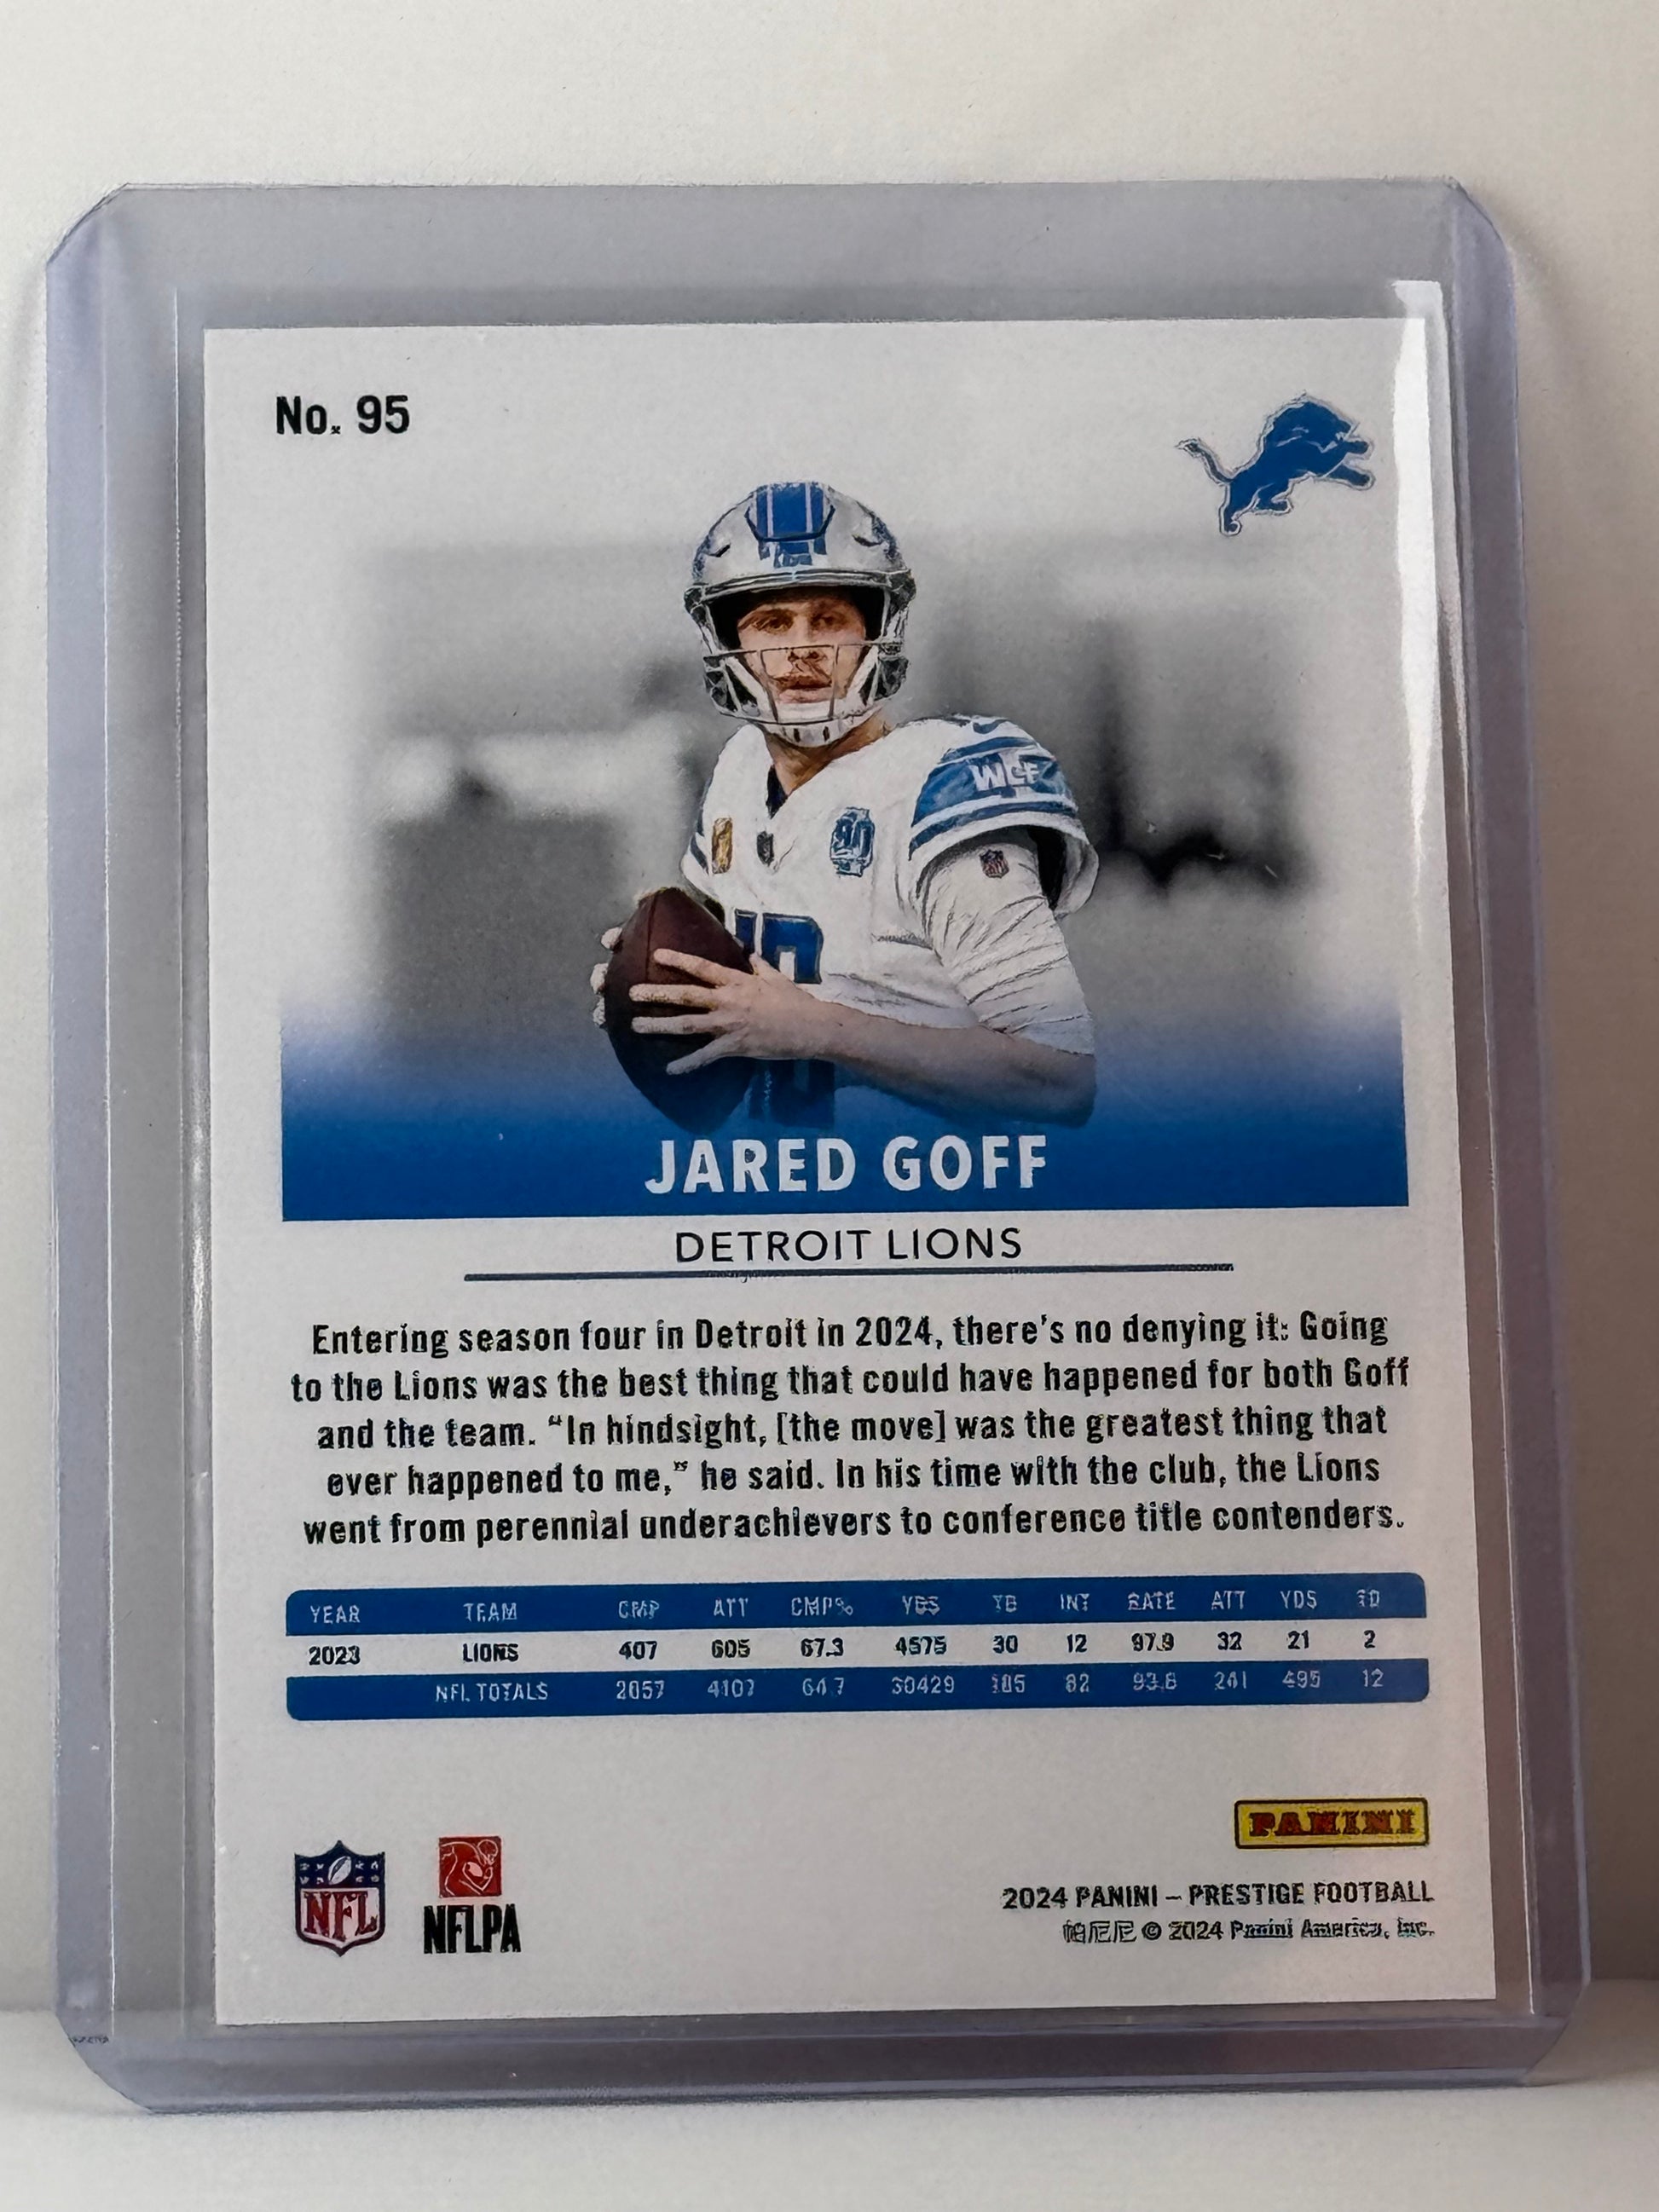 No. 95
WCF
90
JARED GOFF
DETROIT LIONS
Entering season four in Detroit in 2024, there's no denying it: Going
to the Lions was the best thing that could have happened for both Goff
and the team. “In hindsight, [the move] was the greatest thing that
ever happened to me,” he said. In his time with the club, the Lions
went from perennial underachievers to conference title contenders.
YEAR TEAM CMP ATT CMP% YDS TD INT RATE ATT YDS TD
2023 LIONS 407 605 67.3 4575 30 12 97.9 32 21 2
NFL TOTALS 2657 4107 64.7 30429 185 82 93.6 495 12
PANINI
NFL
NFLPA
2024 PANINI – PRESTIGE FOOTBALL
© 2024 Panini America, Inc.